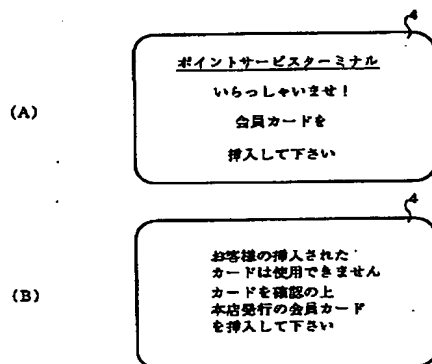 4
(A)
ポイントサービスターミナル
いらっしゃいませ!
会員カードを
挿入して下さい
4
(B)
お客様の挿入された
カードは使用できません
カードを確認の上
本店発行の会員カード
を挿入して下さい